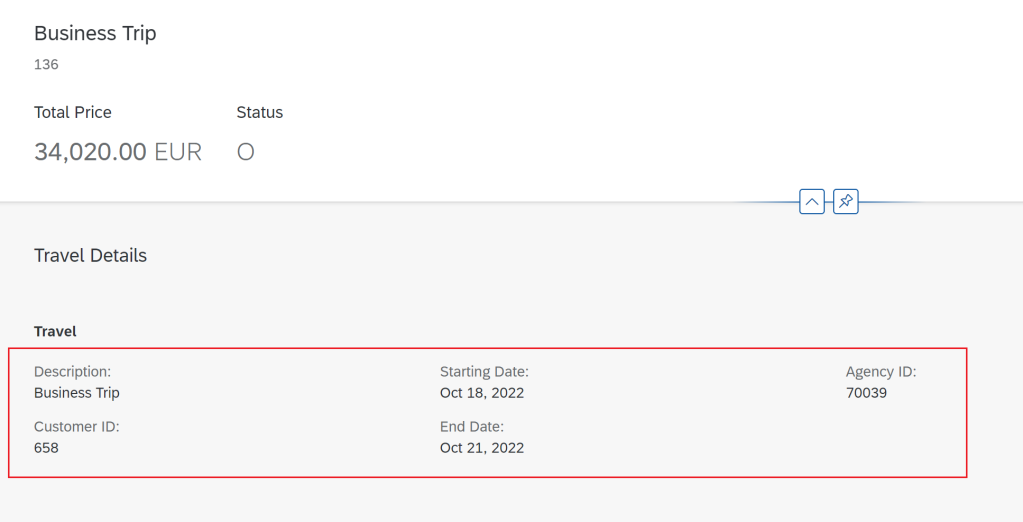 Business Trip
136
Total Price Status
34,020.00 EUR O
Travel Details
Travel
Description: Starting Date: Agency ID:
Business Trip Oct 18, 2022 70039
Customer ID: End Date:
658 Oct 21, 2022